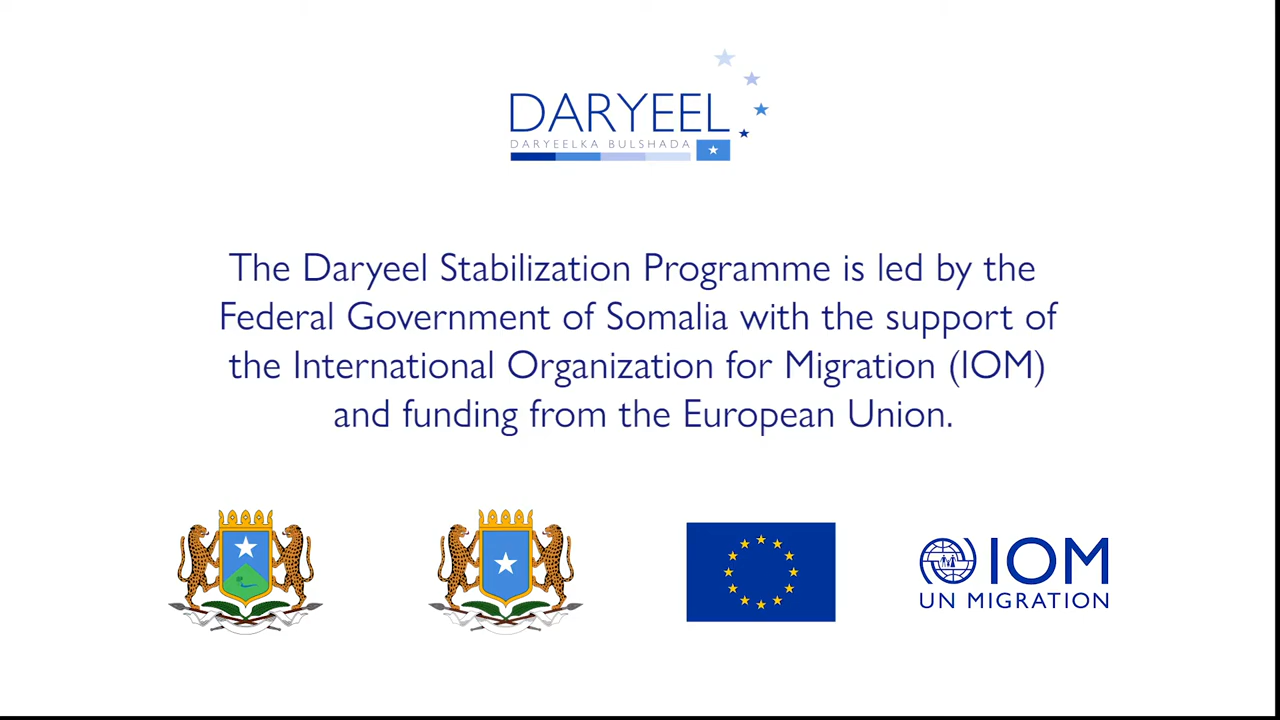 DARYEEL
DARYEELKA BULSHADA
The Daryeel Stabilization Programme is led by the
Federal Government of Somalia with the support of
the International Organization for Migration (IOM)
and funding from the European Union.
IOM
UN MIGRATION